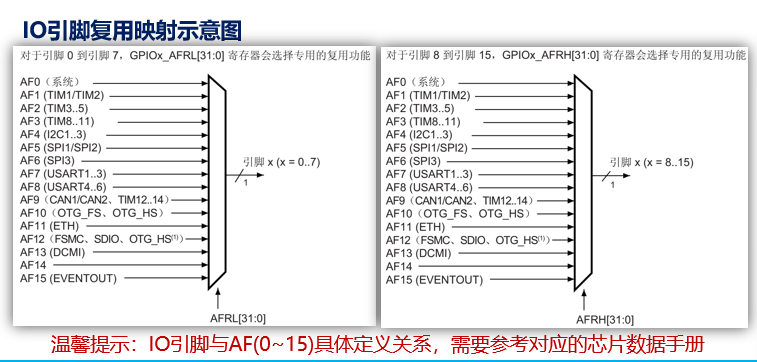 IO引脚复用映射示意图
对于引脚 0 到引脚 7，GPIOx_AFRL[31:0] 寄存器会选择专用的复用功能
AF0（系统）
AF1 (TIM1/TIM2)
AF2 (TIM3..5)
AF3 (TIM8..11)
AF4 (I2C1..3)
AF5 (SPI1/SPI2)
AF6 (SPI3)
AF7 (USART1..3)
AF8 (USART4..6)
AF9（CAN1/CAN2、TIM12..14）
AF10（OTG_FS、OTG_HS）
AF11 (ETH)
AF12（FSMC、SDIO、OTG_HS(1)）
AF13 (DCMI)
AF14
AF15 (EVENTOUT)
引脚 x (x = 0..7)
1
AFRL[31:0]
对于引脚 8 到引脚 15，GPIOx_AFRH[31:0] 寄存器会选择专用的复用功能
AF0（系统）
AF1 (TIM1/TIM2)
AF2 (TIM3..5)
AF3 (TIM8..11)
AF4 (I2C1..3)
AF5 (SPI1/SPI2)
AF6 (SPI3)
AF7 (USART1..3)
AF8 (USART4..6)
AF9（CAN1/CAN2、TIM12..14）
AF10（OTG_FS、OTG_HS）
AF11 (ETH)
AF12（FSMC、SDIO、OTG_HS(1)）
AF13 (DCMI)
AF14
AF15 (EVENTOUT)
引脚 x (x = 8..15)
1
AFRH[31:0]
温馨提示：IO引脚与AF(0~15)具体定义关系，需要参考对应的芯片数据手册